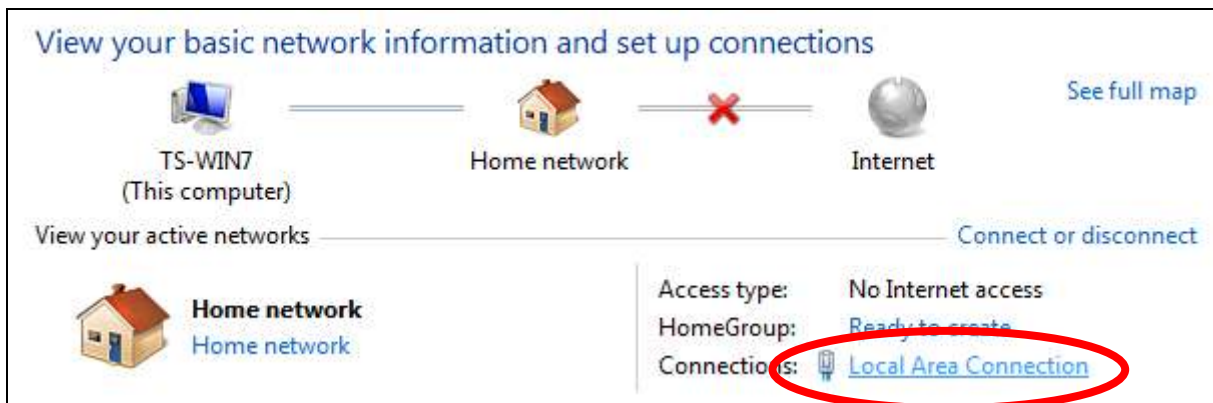 View your basic network information and set up connections
See full map
TS-WIN7
(This computer)
Home network
Internet
View your active networks
Connect or disconnect
Home network
Home network
Access type: No Internet access
HomeGroup: Ready to create
Connections: Local Area Connection